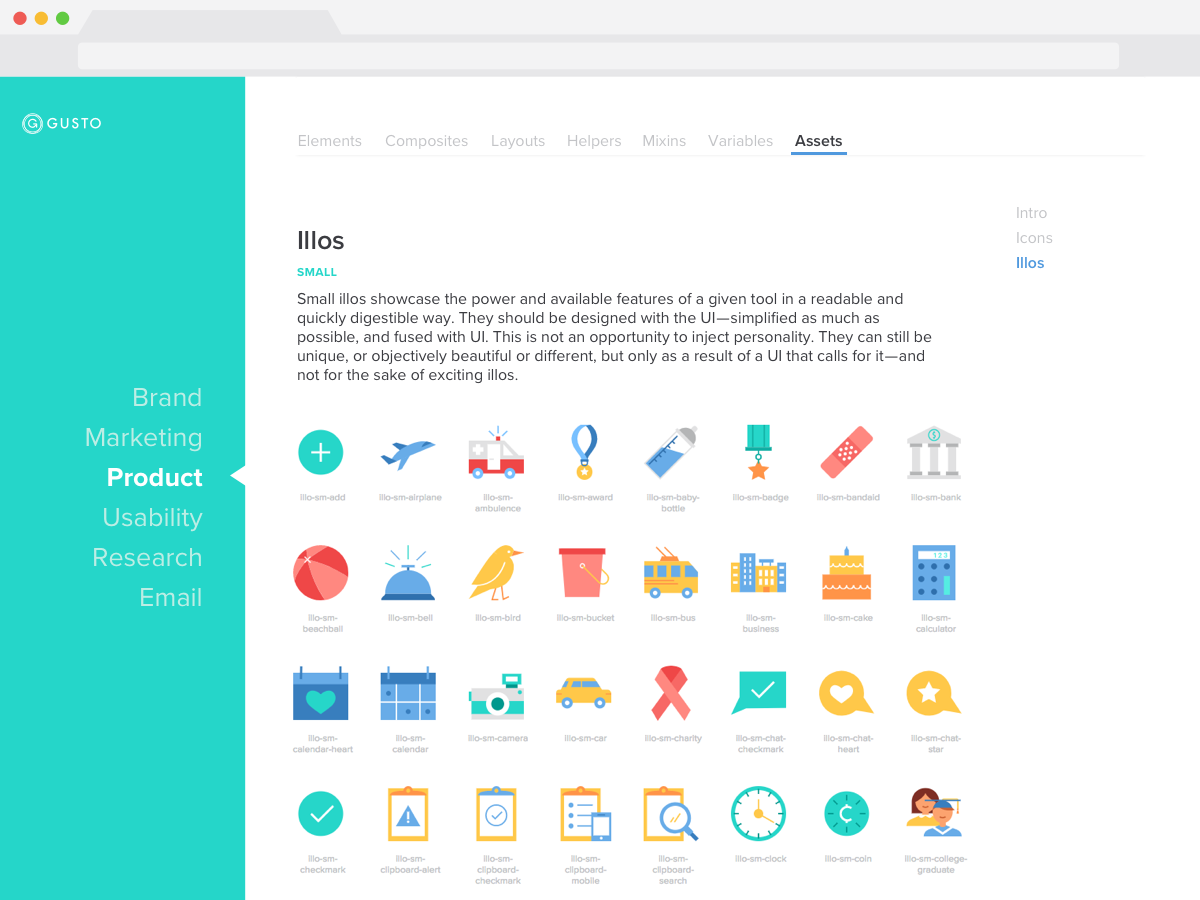 GUSTO
Elements Composites Layouts Helpers Mixins Variables Assets
Intro
Icons
Illos
Illos
SMALL
Small illos showcase the power and available features of a given tool in a readable and
quickly digestible way. They should be designed with the UI—simplified as much as
possible, and fused with UI. This is not an opportunity to inject personality. They can still be
unique, or objectively beautiful or different, but only as a result of a UI that calls for it—and
not for the sake of exciting illos.
Brand
Marketing
Product
Usability
Research
Email
illo-sm-add
illo-sm-airplane
illo-sm-
ambulence
illo-sm-award
illo-sm-baby-
bottle
illo-sm-badge
illo-sm-bandaid
illo-sm-bank
illo-sm-
beachball
illo-sm-bell
illo-sm-bird
illo-sm-bucket
illo-sm-bus
illo-sm-
business
illo-sm-cake
123
illo-sm-
calculator
illo-sm-
calendar-heart
illo-sm-
calendar
illo-sm-camera
illo-sm-car
illo-sm-charity
illo-sm-chat-
checkmark
illo-sm-chat-
heart
illo-sm-chat-
star
illo-sm-
checkmark
illo-sm-
clipboard-alert
illo-sm-
clipboard-
checkmark
illo-sm-
clipboard-
mobile
illo-sm-
clipboard-
search
illo-sm-clock
illo-sm-coin
illo-sm-college-
graduate